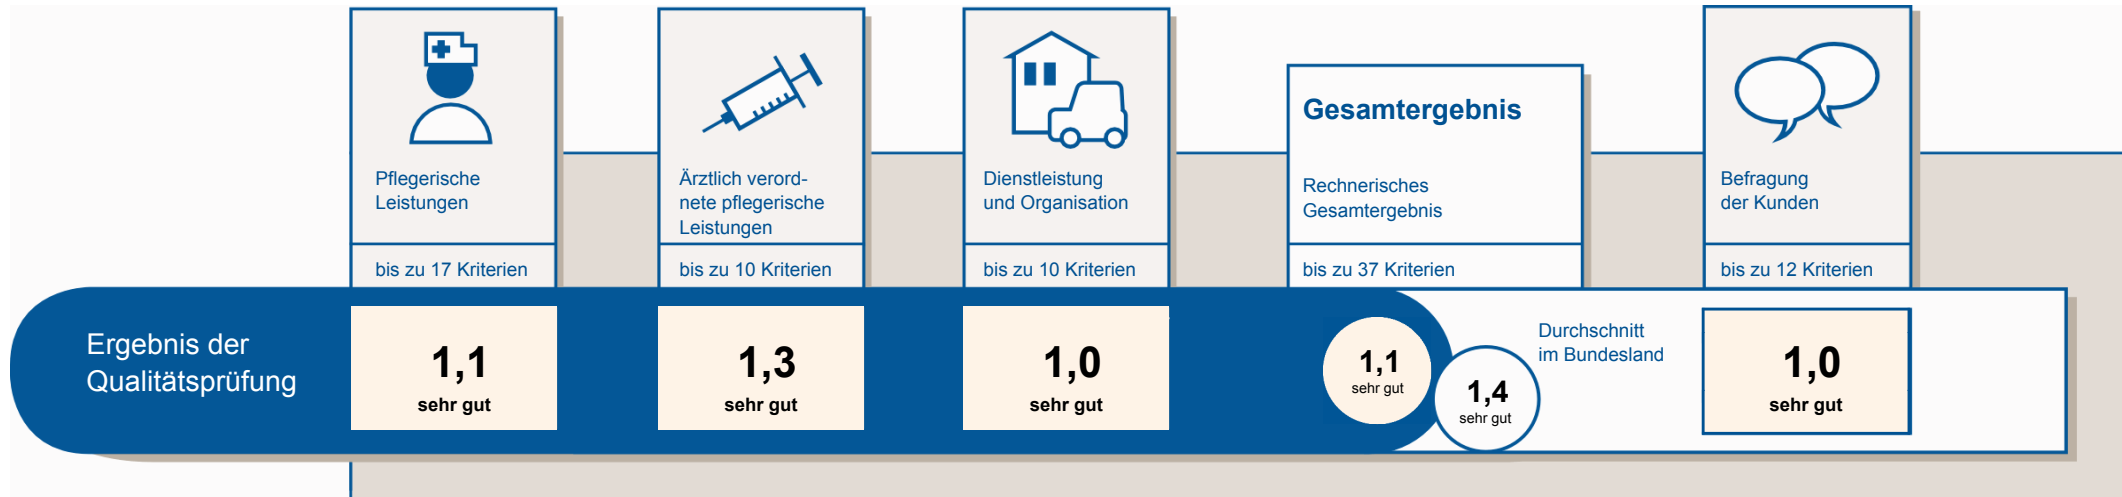 Pflegerische
Leistungen
bis zu 17 Kriterien
Ärztlich verord-
nete pflegerische
Leistungen
bis zu 10 Kriterien
Dienstleistung
und Organisation
bis zu 10 Kriterien
Gesamtergebnis
Rechnerisches
Gesamtergebnis
bis zu 37 Kriterien
Befragung
der Kunden
bis zu 12 Kriterien
Ergebnis der
Qualitätsprüfung
1,1
sehr gut
1,3
sehr gut
1,0
sehr gut
1,1
sehr gut
1,4
sehr gut
Durchschnitt
im Bundesland
1,0
sehr gut